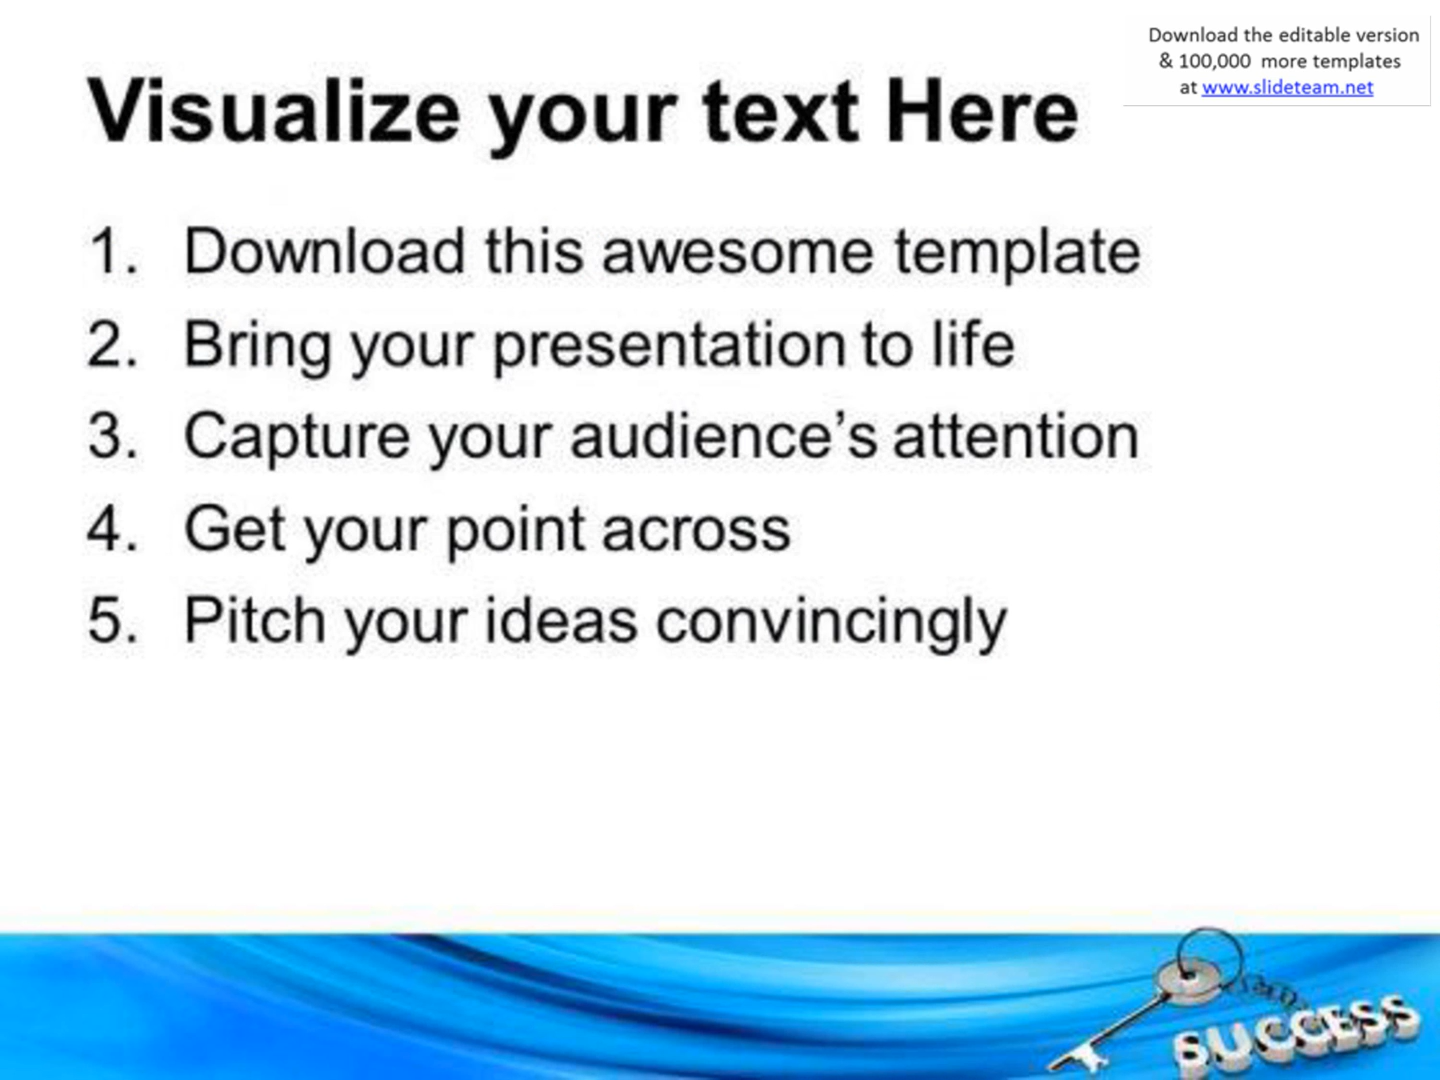 Download the editable version
& 100,000 more templates
at www.slideteam.net
Visualize your text Here
1. Download this awesome template
2. Bring your presentation to life
3. Capture your audience’s attention
4. Get your point across
5. Pitch your ideas convincingly
SUCCESS